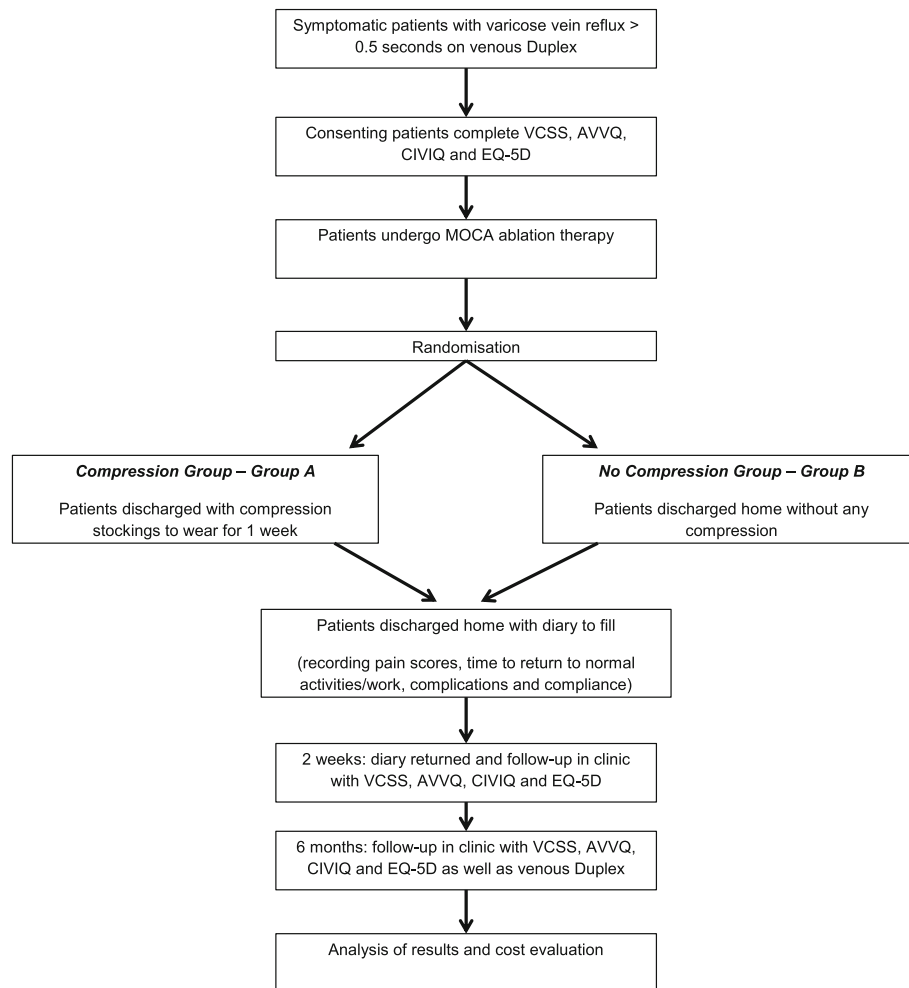 Symptomatic patients with varicose vein reflux >
0.5 seconds on venous Duplex
Consenting patients complete VCSS, AVVQ,
CIVIQ and EQ-5D
Patients undergo MOCA ablation therapy
Randomisation
Compression Group – Group A
Patients discharged with compression
stockings to wear for 1 week
No Compression Group – Group B
Patients discharged home without any
compression
Patients discharged home with diary to fill
(recording pain scores, time to return to normal
activities/work, complications and compliance)
2 weeks: diary returned and follow-up in clinic
with VCSS, AVVQ, CIVIQ and EQ-5D
6 months: follow-up in clinic with VCSS, AVVQ,
CIVIQ and EQ-5D as well as venous Duplex
Analysis of results and cost evaluation